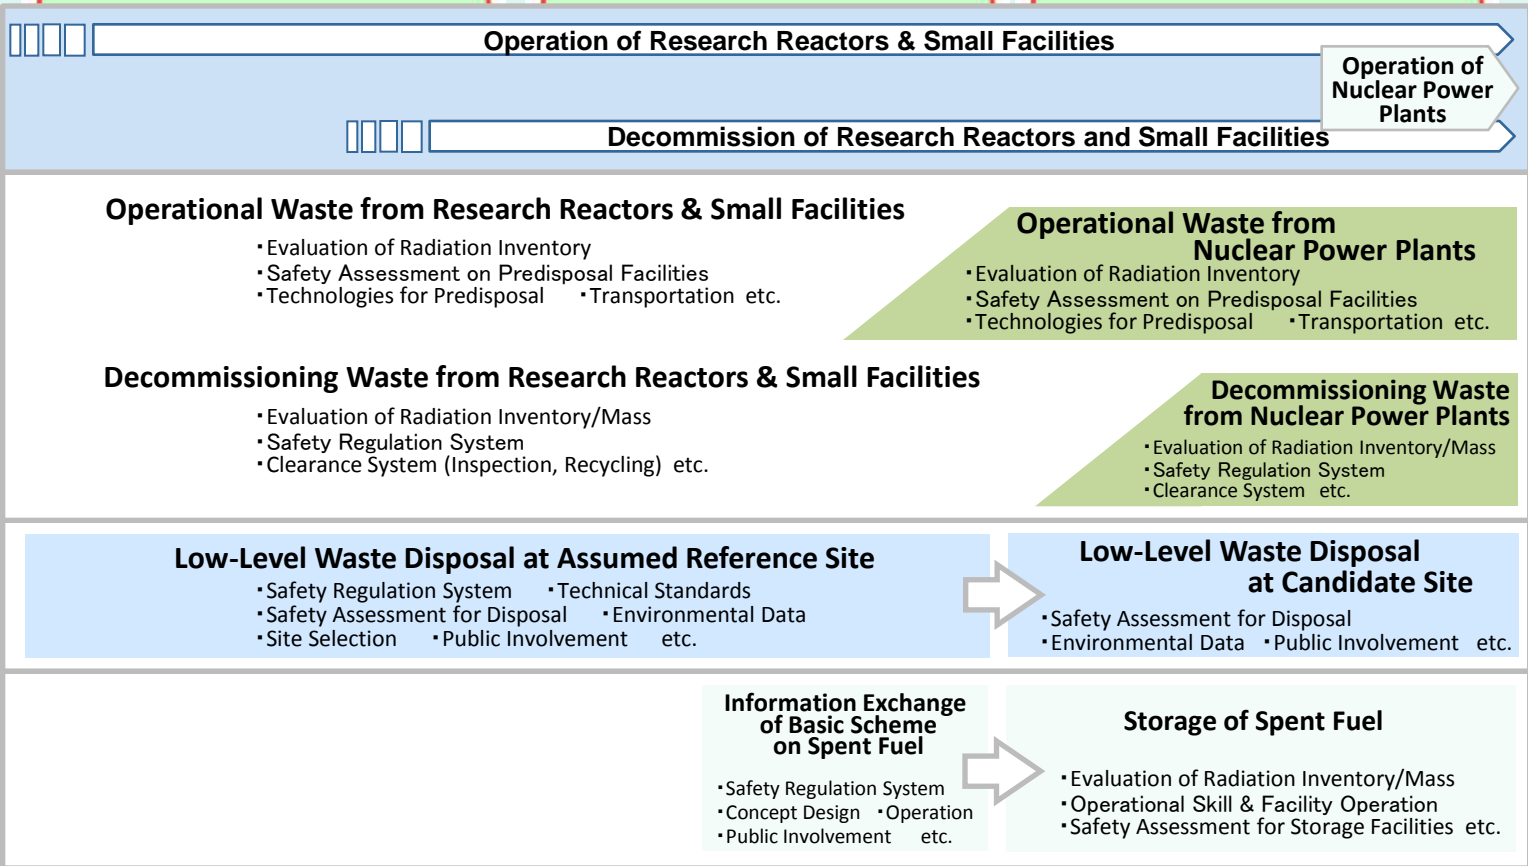 Operation of Research Reactors & Small Facilities
Operation of
Nuclear Power
Plants
Decommission of Research Reactors and Small Facilities
Operational Waste from Research Reactors & Small Facilities
・Evaluation of Radiation Inventory
・Safety Assessment on Predisposal Facilities
・Technologies for Predisposal ・Transportation etc.
Operational Waste from
Nuclear Power Plants
・Evaluation of Radiation Inventory
・Safety Assessment on Predisposal Facilities
・Technologies for Predisposal ・Transportation etc.
Decommissioning Waste from Research Reactors & Small Facilities
・Evaluation of Radiation Inventory/Mass
・Safety Regulation System
・Clearance System (Inspection, Recycling) etc.
Decommissioning Waste
from Nuclear Power Plants
・Evaluation of Radiation Inventory/Mass
・Safety Regulation System
・Clearance System etc.
Low-Level Waste Disposal at Assumed Reference Site
・Safety Regulation System ・Technical Standards
・Safety Assessment for Disposal ・Environmental Data
・Site Selection ・Public Involvement etc.
Low-Level Waste Disposal
at Candidate Site
・Safety Assessment for Disposal
・Environmental Data ・Public Involvement etc.
Information Exchange
of Basic Scheme
on Spent Fuel
・Safety Regulation System
・Concept Design ・Operation
・Public Involvement etc.
Storage of Spent Fuel
・Evaluation of Radiation Inventory/Mass
・Operational Skill & Facility Operation
・Safety Assessment for Storage Facilities etc.